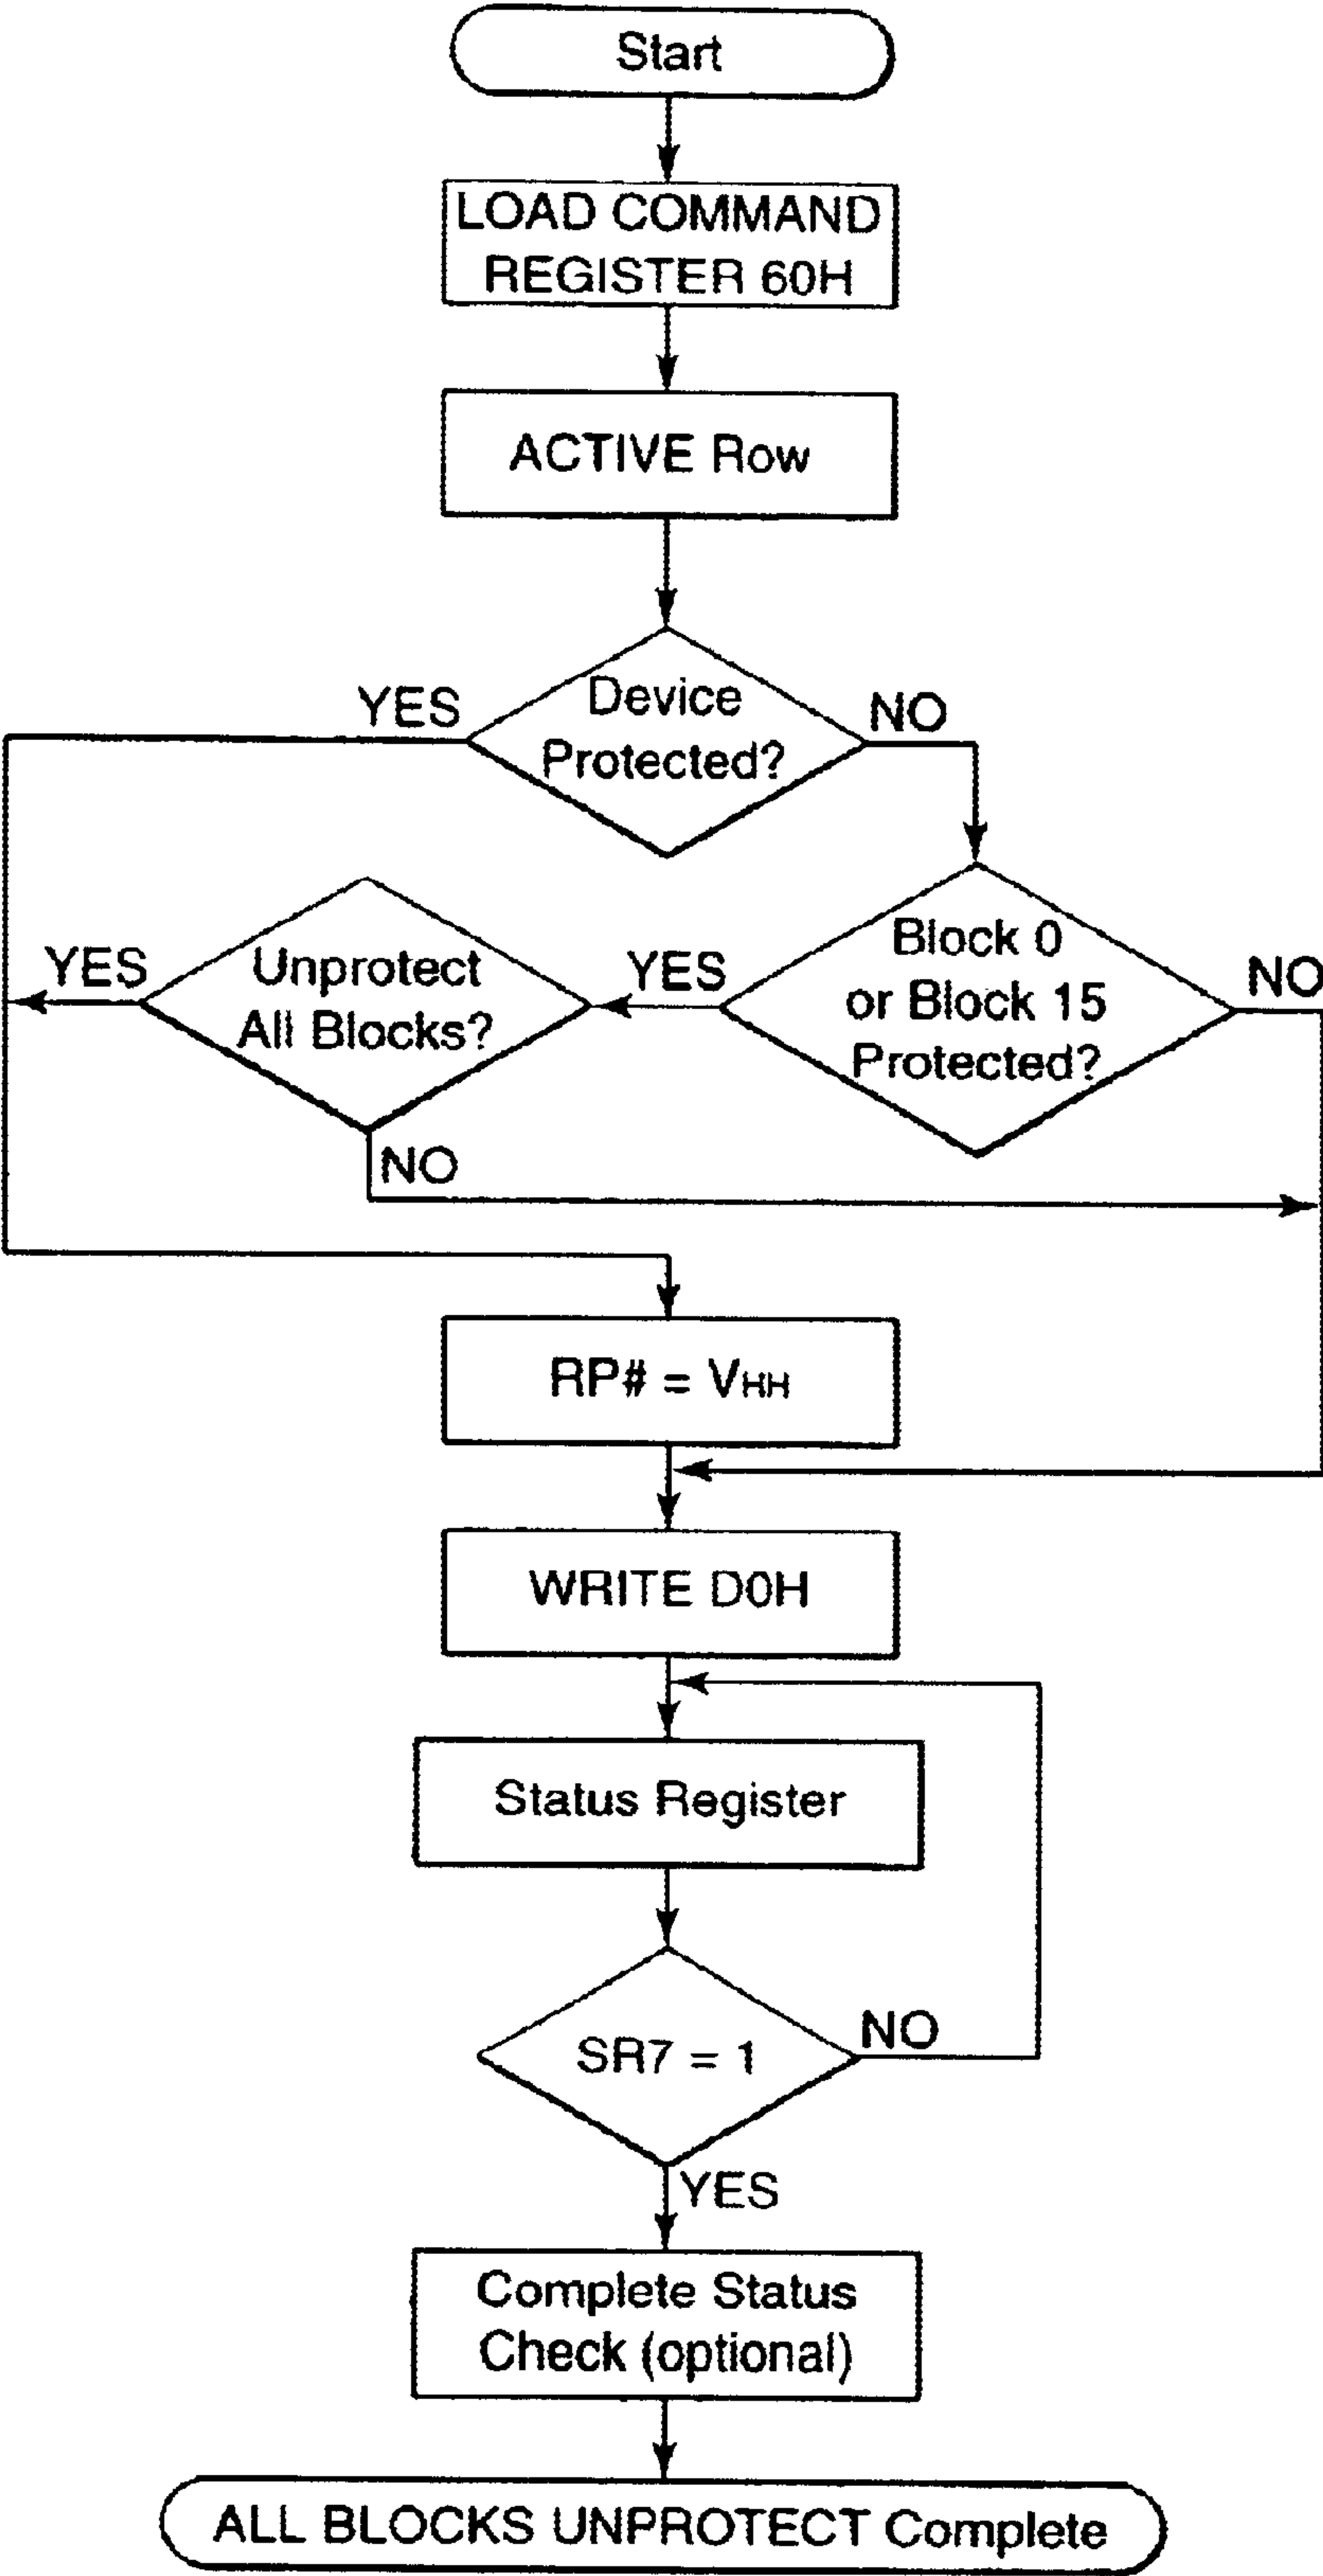 Start
LOAD COMMAND
REGISTER 60H
ACTIVE Row
Device
Protected?
YES
NO
Block 0
or Block 15
Protected?
YES
NO
Unprotect
All Blocks?
YES
NO
RP# = VHH
WRITE D0H
Status Register
SR7 = 1
NO
YES
Complete Status
Check (optional)
ALL BLOCKS UNPROTECT Complete